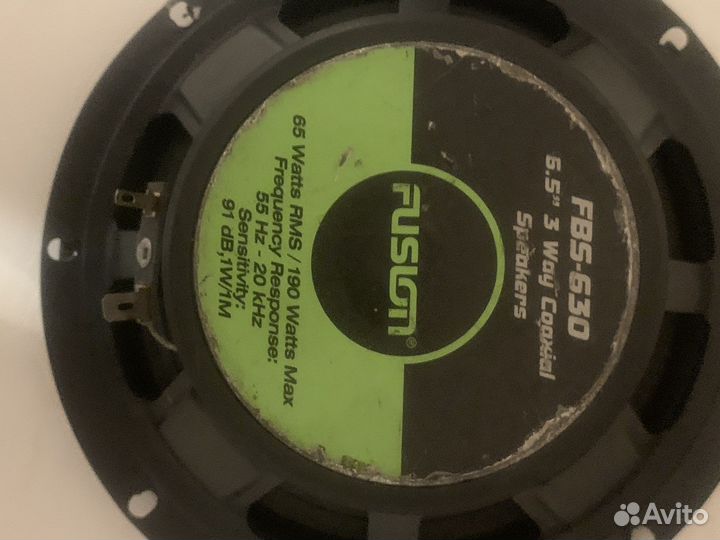 FBS-630
6.5" 3 Way Coaxial
Speakers
FUSION®
65 Watts RMS / 190 Watts Max
Frequency Response:
55 Hz - 20 kHz
Sensitivity:
91 dB,1W/1M
Avito